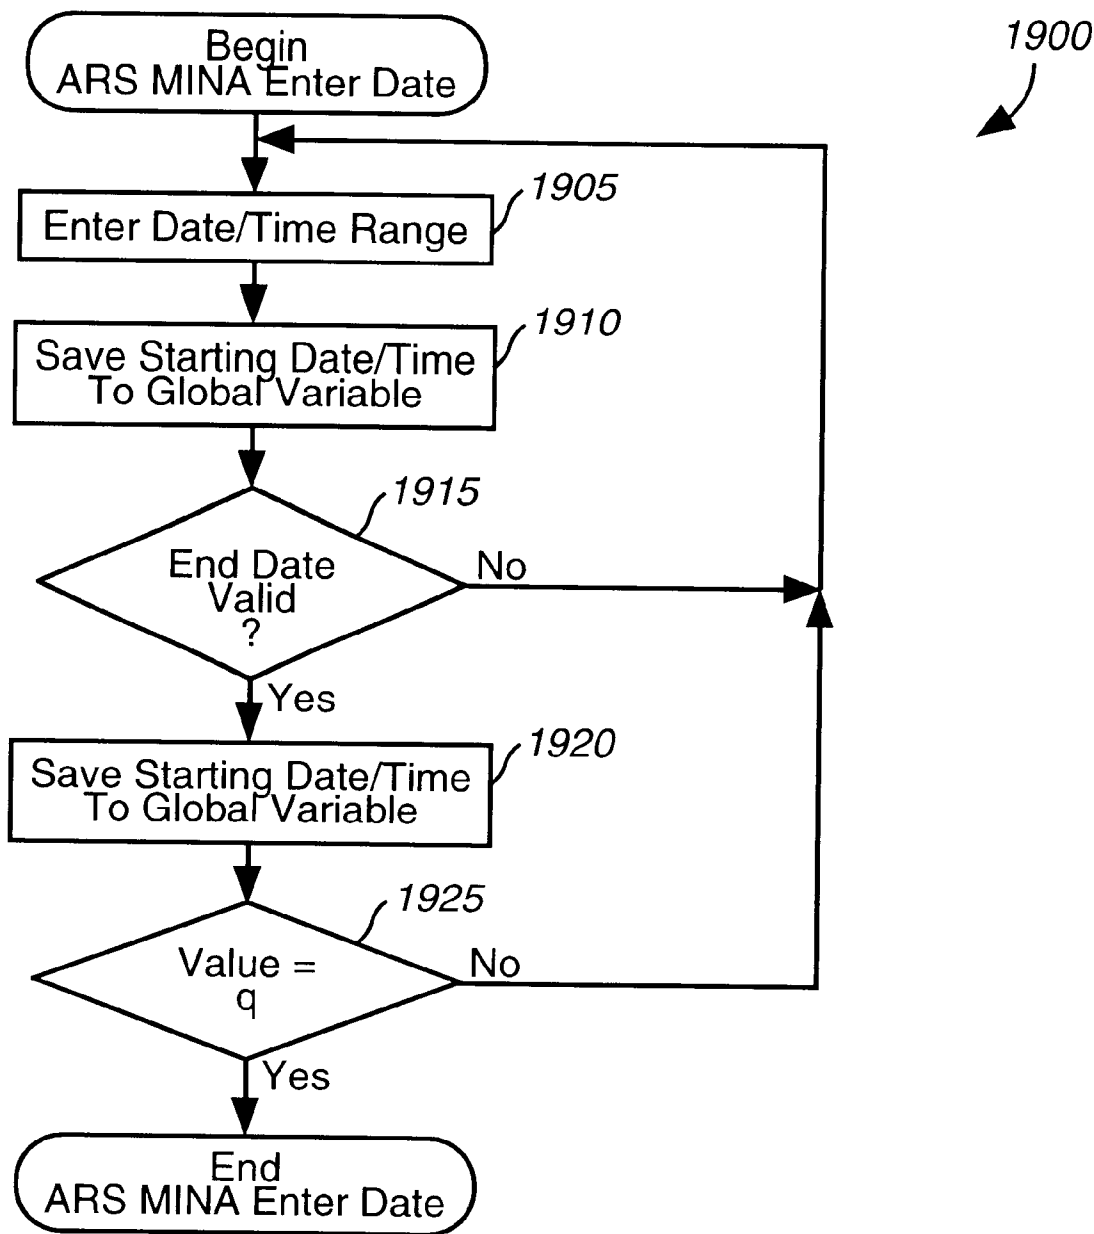 Begin
ARS MINA Enter Date
1900
1905
Enter Date/Time Range
1910
Save Starting Date/Time
To Global Variable
1915
End Date
Valid
?
No
Yes
1920
Save Starting Date/Time
To Global Variable
1925
Value =
q
No
Yes
End
ARS MINA Enter Date